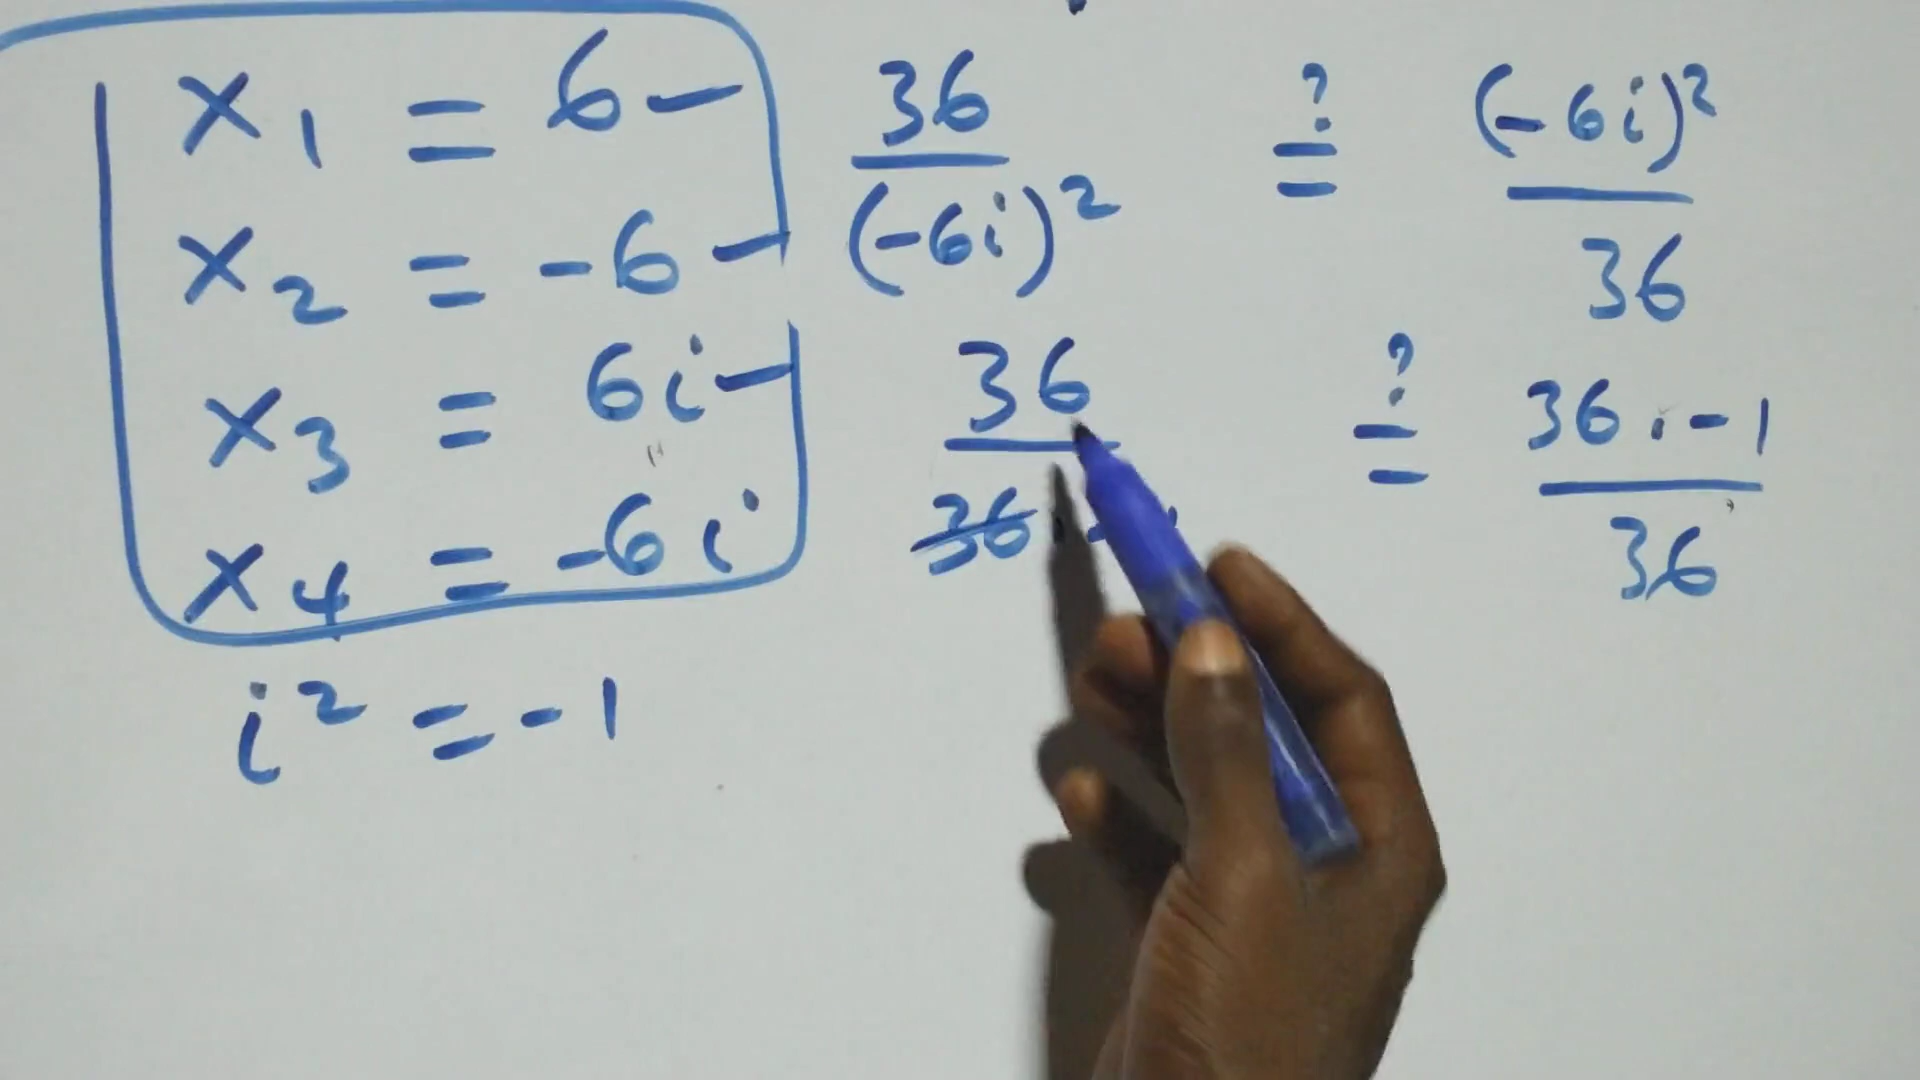 x₁ = 6 -
x₂ = -6 -
x₃ = 6i -
x₄ = -6i
i² = -1
36/(-6i)² ≟ (-6i)²/36
36/36 · - ≟ 36 · -1/36